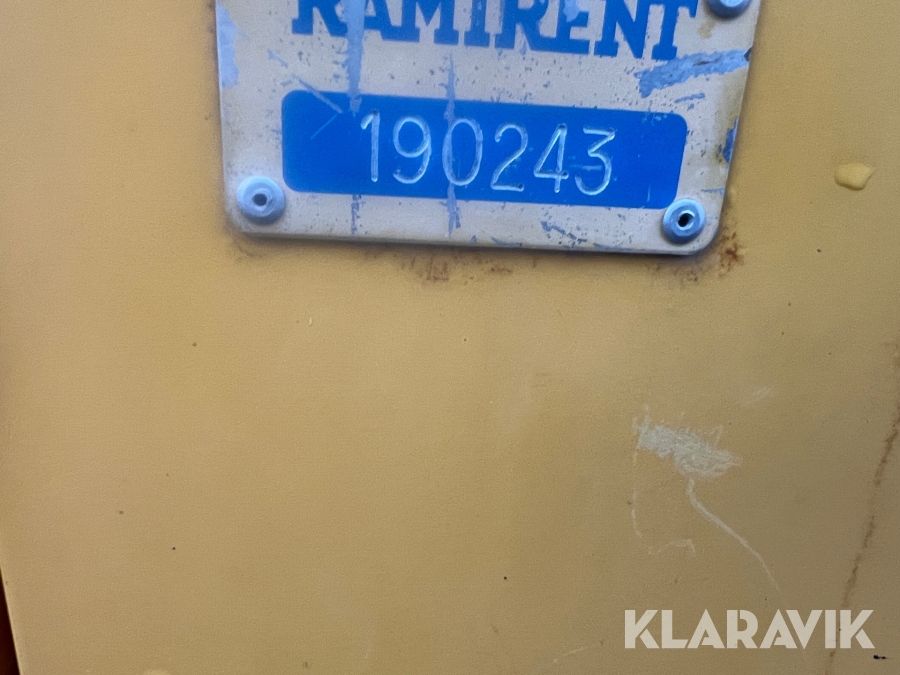 RAMIRENT
190243
KLARAVIK